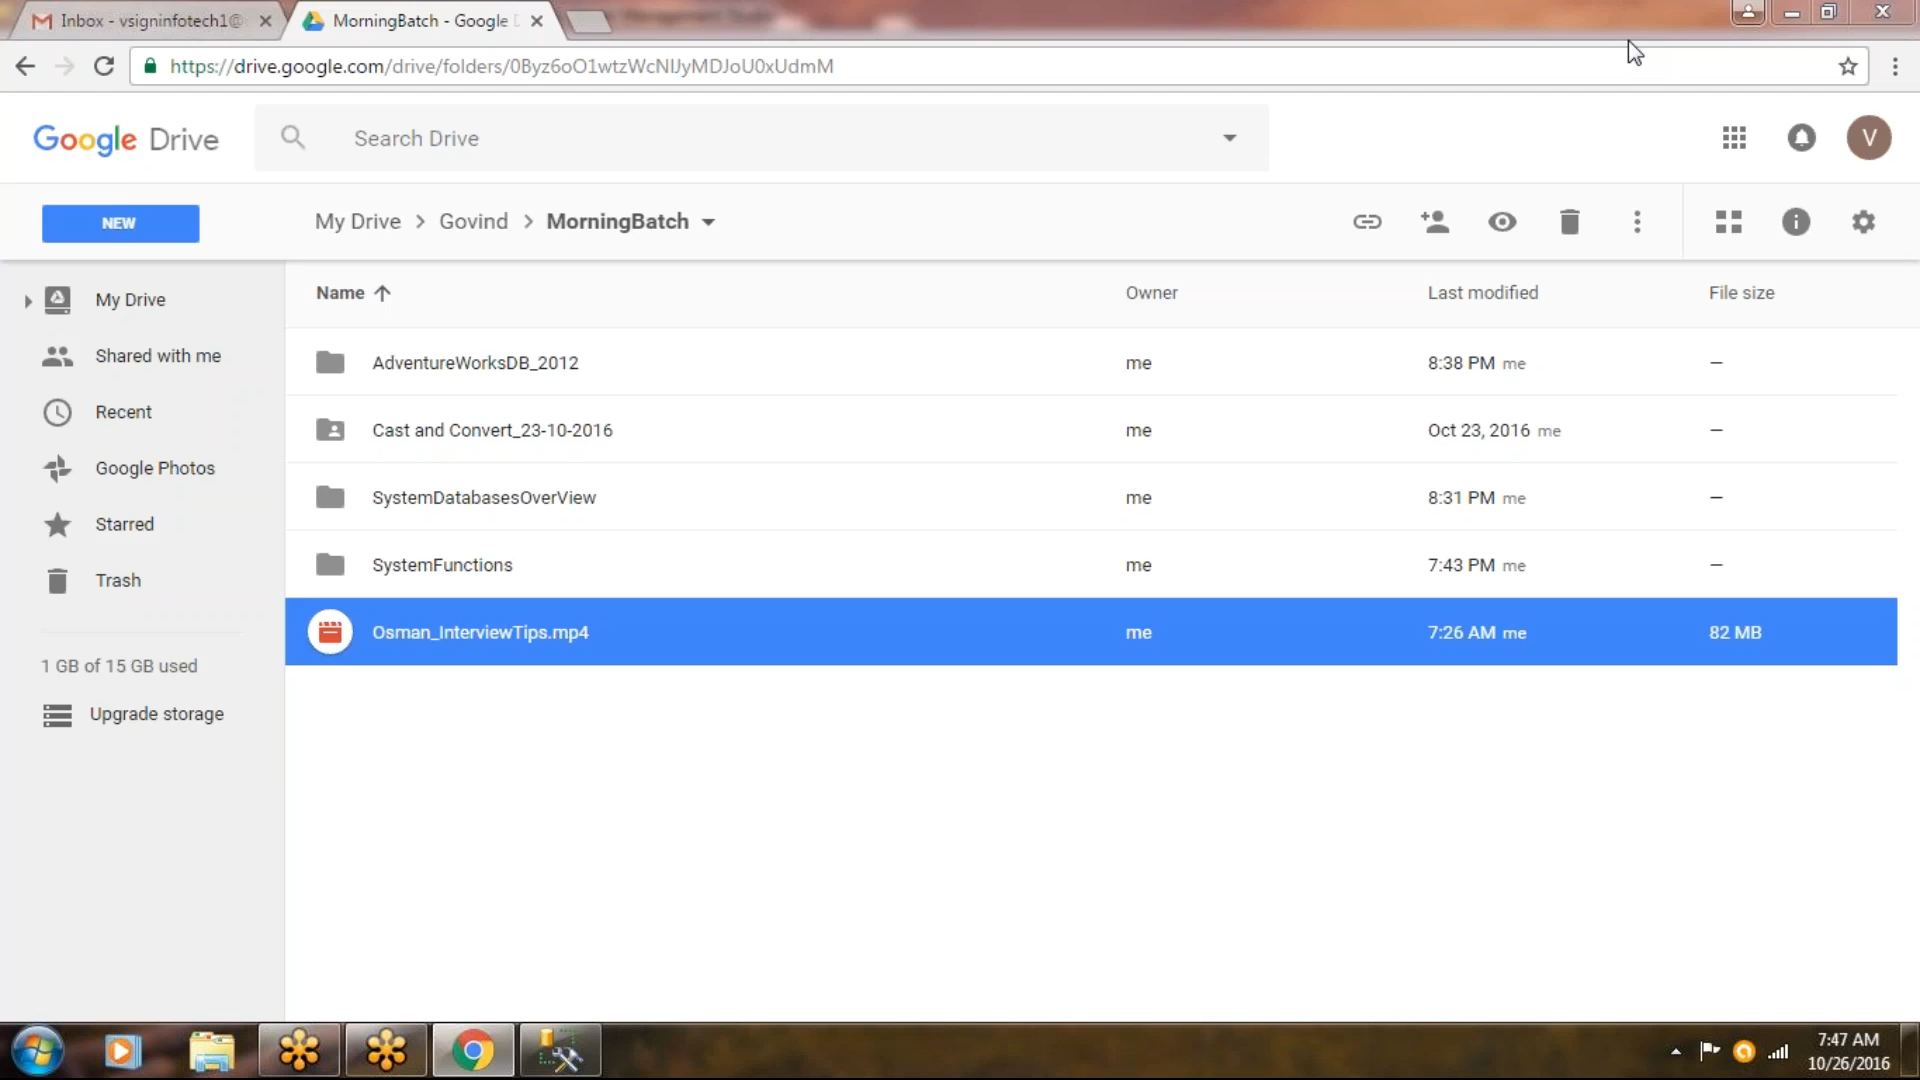 Inbox - vsigninfotech1@
MorningBatch - Google
https://drive.google.com/drive/folders/0Byz6oO1wtzWcNlJyMDJoU0xUdmM
Google Drive
Search Drive
V
NEW
My Drive > Govind > MorningBatch
Name Owner Last modified File size
My Drive
Shared with me
Recent
Google Photos
Starred
Trash
1 GB of 15 GB used
Upgrade storage
AdventureWorksDB_2012 me 8:38 PM me –
Cast and Convert_23-10-2016 me Oct 23, 2016 me –
SystemDatabasesOverView me 8:31 PM me –
SystemFunctions me 7:43 PM me –
Osman_InterviewTips.mp4 me 7:26 AM me 82 MB
7:47 AM
10/26/2016